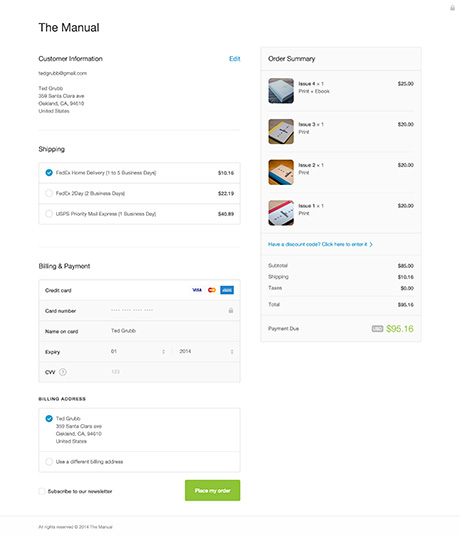 The Manual
Customer Information Edit
tedgrubb@gmail.com
Ted Grubb
359 Santa Clara ave
Oakland, CA, 94610
United States
Shipping
FedEx Home Delivery (1 to 5 Business Days) $10.16
FedEx 2Day (2 Business Days) $22.19
USPS Priority Mail Express (1 Business Day) $40.89
Billing & Payment
Credit card VISA
Card number •••• •••• •••• ••••
Name on card Ted Grubb
Expiry 01 2014
CVV ? 123
BILLING ADDRESS
Ted Grubb
359 Santa Clara ave
Oakland, CA, 94610
United States
Use a different billing address
Subscribe to our newsletter Place my order
Order Summary
Issue 4 × 1 $25.00
Print + Ebook
Issue 3 × 1 $20.00
Print
Issue 2 × 1 $20.00
Print
Issue 1 × 1 $20.00
Print
Have a discount code? Click here to enter it >
Subtotal $85.00
Shipping $10.16
Taxes $0.00
Total $95.16
Payment Due USD $95.16
All rights reserved © 2014 The Manual